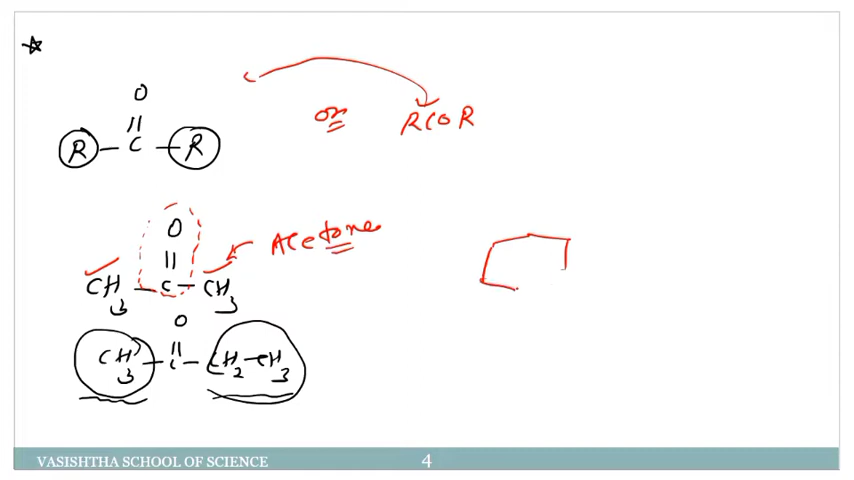 O
||
R — C — R or RCOR
O
||
CH3 — C — CH3 Acetone
O
||
CH3 — C — CH2 — CH3
VASISHTHA SCHOOL OF SCIENCE 4